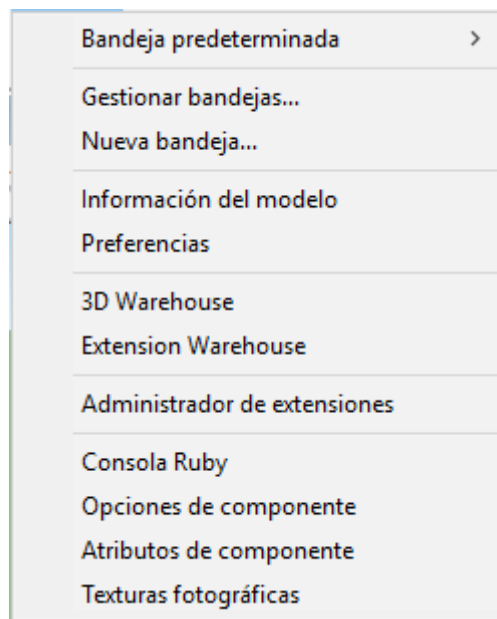 Bandeja predeterminada
Gestionar bandejas...
Nueva bandeja...
Información del modelo
Preferencias
3D Warehouse
Extension Warehouse
Administrador de extensiones
Consola Ruby
Opciones de componente
Atributos de componente
Texturas fotográficas